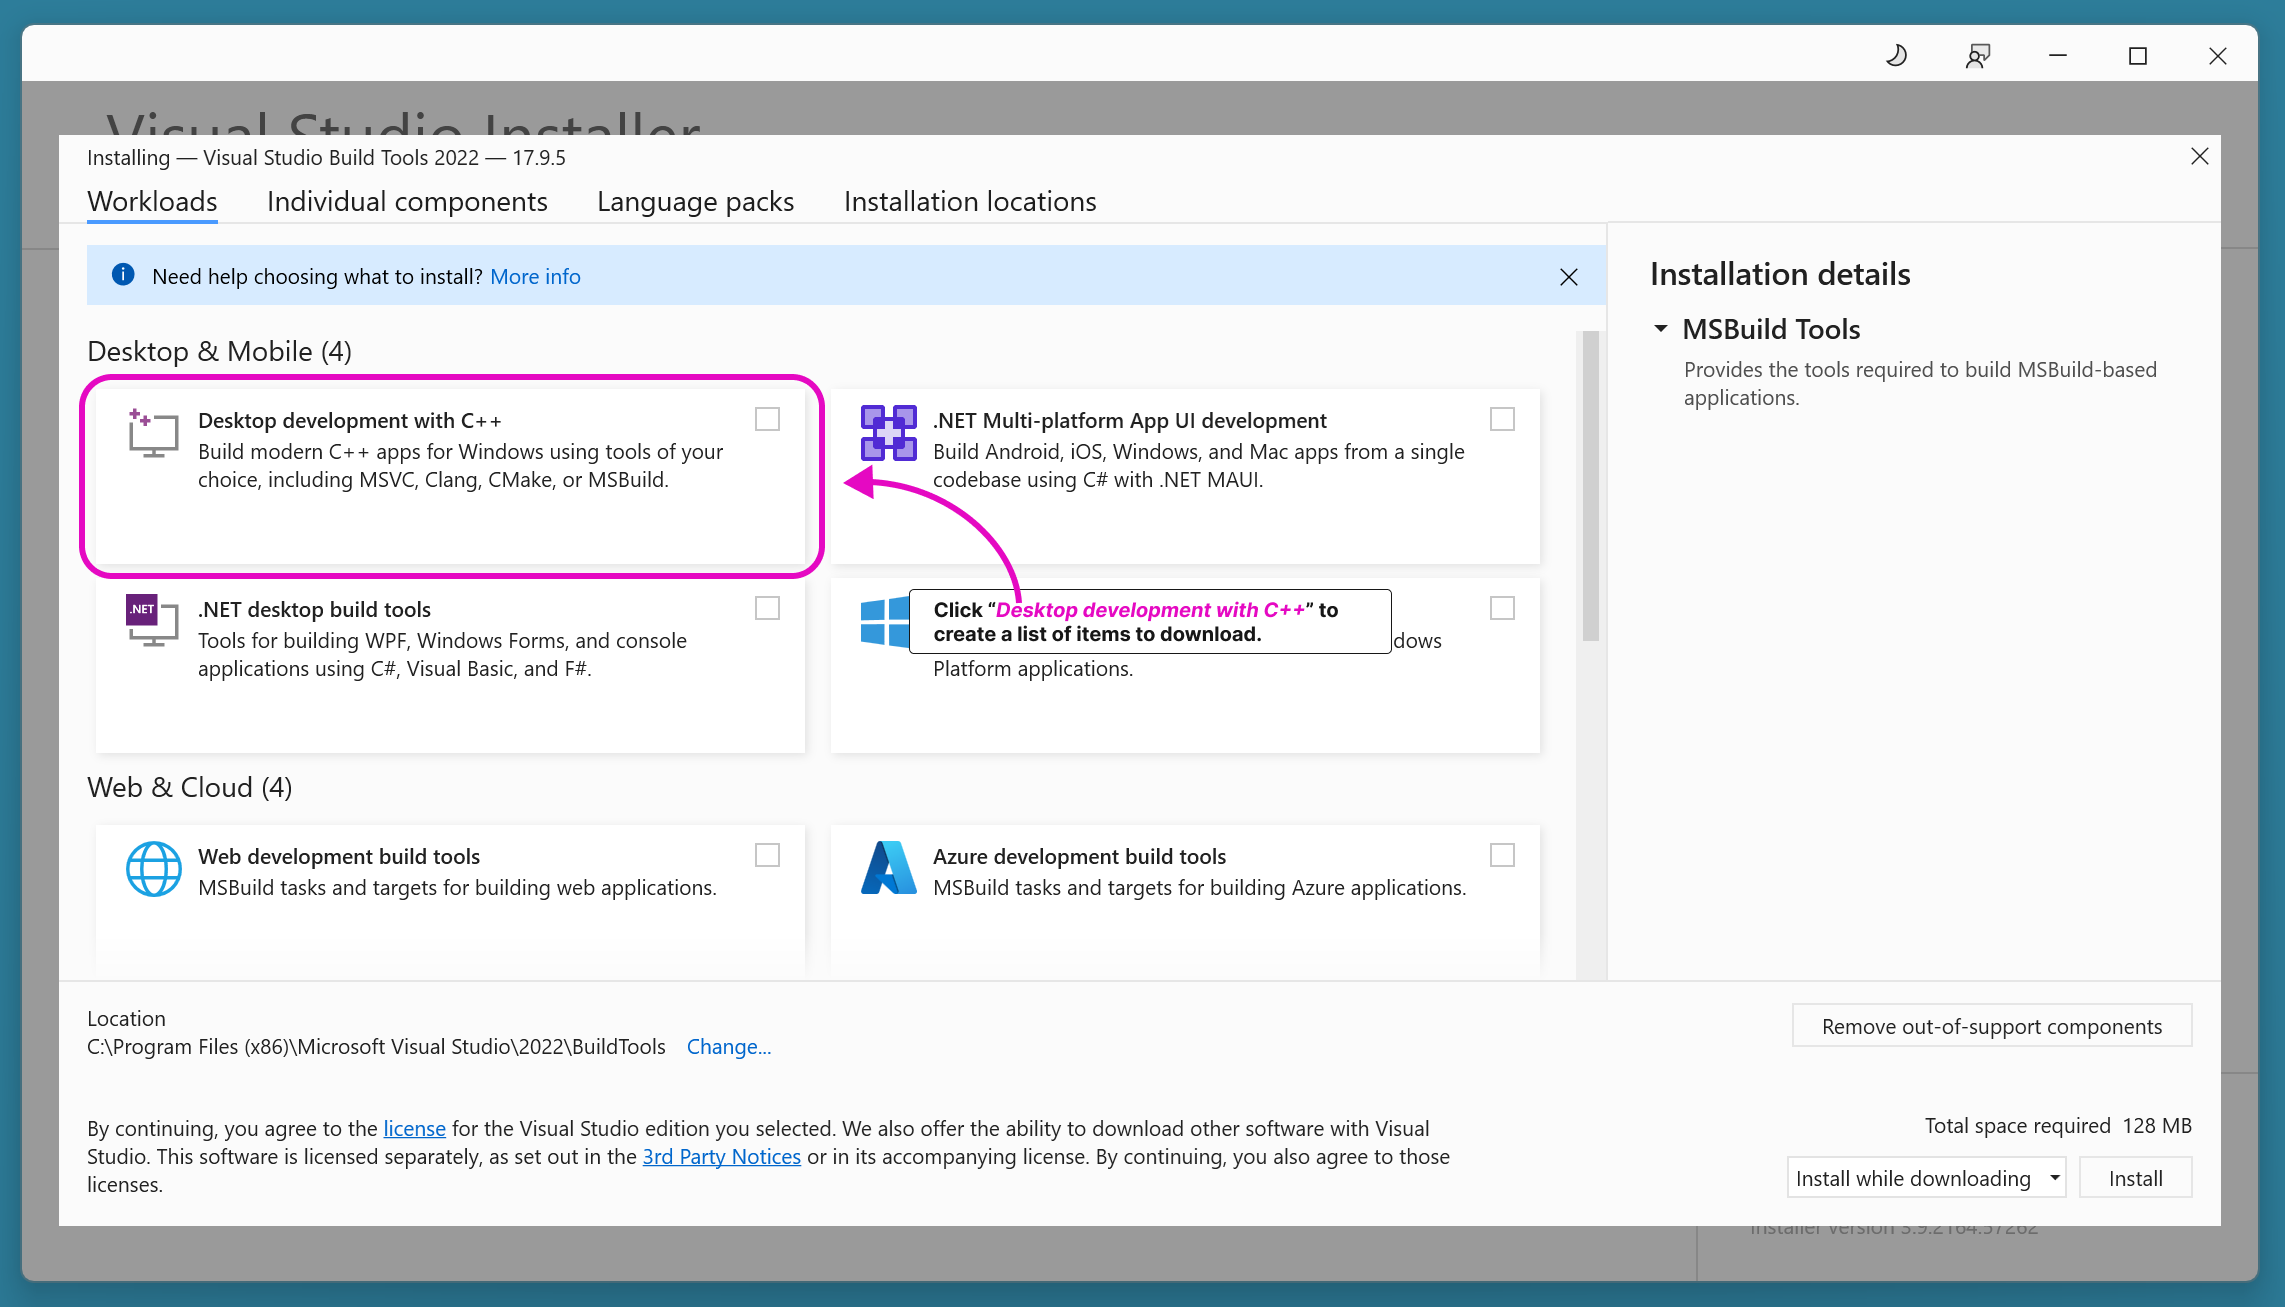 Visual Studio Installer
Installing — Visual Studio Build Tools 2022 — 17.9.5
Workloads Individual components Language packs Installation locations
Need help choosing what to install? More info
Desktop & Mobile (4)
Desktop development with C++
Build modern C++ apps for Windows using tools of your
choice, including MSVC, Clang, CMake, or MSBuild.
.NET Multi-platform App UI development
Build Android, iOS, Windows, and Mac apps from a single
codebase using C# with .NET MAUI.
.NET
.NET desktop build tools
Tools for building WPF, Windows Forms, and console
applications using C#, Visual Basic, and F#.
Click “Desktop development with C++” to
create a list of items to download.
dows
Platform applications.
Web & Cloud (4)
Web development build tools
MSBuild tasks and targets for building web applications.
Azure development build tools
MSBuild tasks and targets for building Azure applications.
Installation details
MSBuild Tools
Provides the tools required to build MSBuild-based
applications.
Location
C:\Program Files (x86)\Microsoft Visual Studio\2022\BuildTools Change...
Remove out-of-support components
By continuing, you agree to the license for the Visual Studio edition you selected. We also offer the ability to download other software with Visual
Studio. This software is licensed separately, as set out in the 3rd Party Notices or in its accompanying license. By continuing, you also agree to those
licenses.
Total space required 128 MB
Install while downloading Install
Installer version 3.9.2164.57262